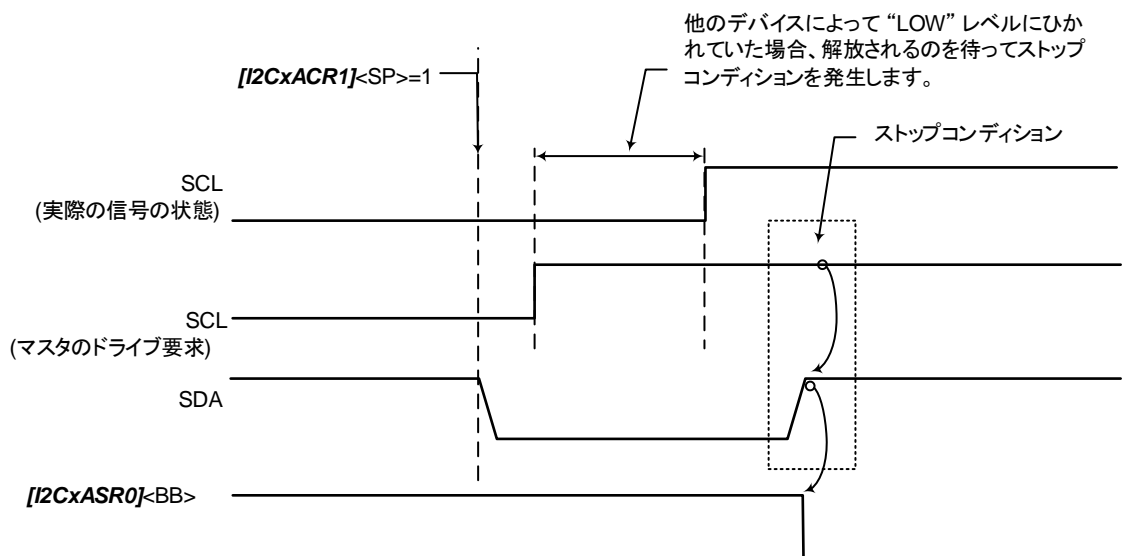 他のデバイスによって “LOW” レベルにひか
れていた場合、解放されるのを待ってストップ
コンディションを発生します。
[I2CxACR1]<SP>=1
ストップコンディション
SCL
(実際の信号の状態)
SCL
(マスタのドライブ要求)
SDA
[I2CxASR0]<BB>